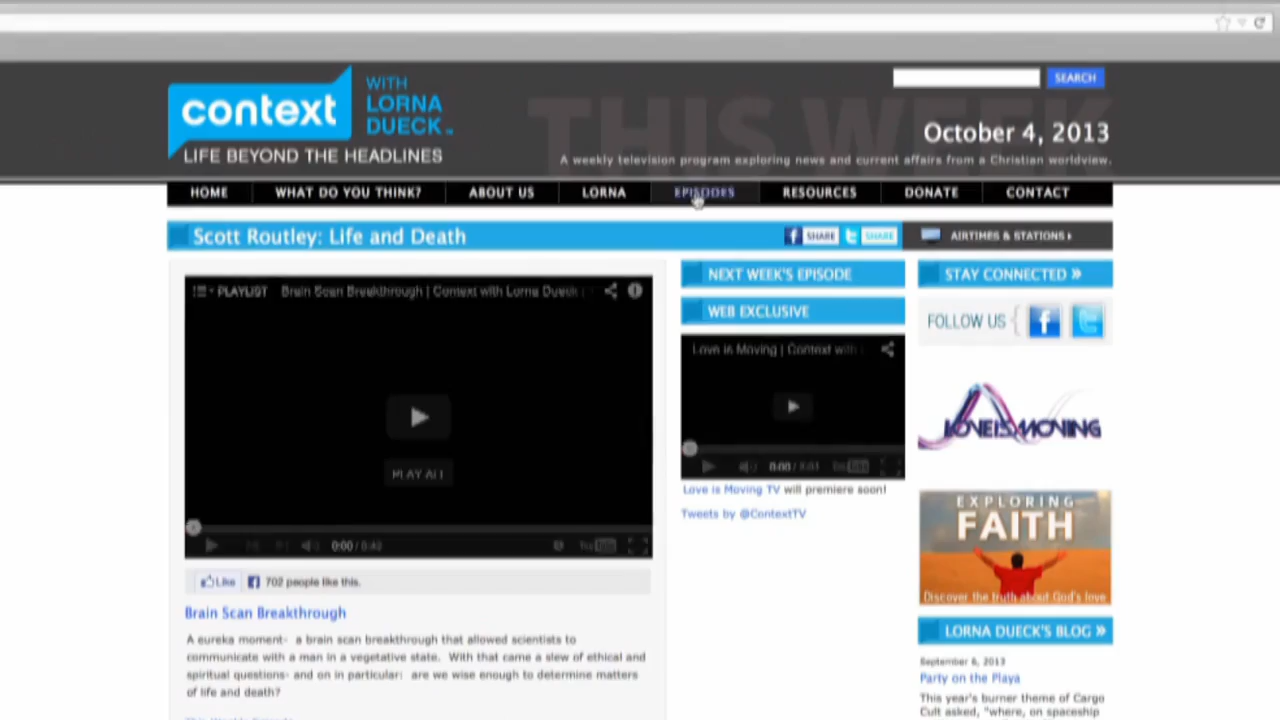 context
WITH
LORNA
DUECK
LIFE BEYOND THE HEADLINES
SEARCH
THIS WEEK
October 4, 2013
A weekly television program exploring news and current affairs from a Christian worldview.
HOME
WHAT DO YOU THINK?
ABOUT US
LORNA
EPISODES
RESOURCES
DONATE
CONTACT
Scott Routley: Life and Death
SHARE
SHARE
AIRTIMES & STATIONS
PLAYLIST
Brain Scan Breakthrough | Context with Lorna Dueck |
PLAY ALL
0:00
702 people like this.
Like
Brain Scan Breakthrough
A eureka moment- a brain scan breakthrough that allowed scientists to
communicate with a man in a vegetative state. With that came a slew of ethical and
spiritual questions- and on in particular: are we wise enough to determine matters
of life and death?
NEXT WEEK'S EPISODE
WEB EXCLUSIVE
Love is Moving | Context with
0:00
Love is Moving TV will premiere soon!
Tweets by @ContextTV
STAY CONNECTED »
FOLLOW US
LOVEISMOVING
EXPLORING
FAITH
Discover the truth about God's love
LORNA DUECK'S BLOG »
September 6, 2013
Party on the Playa
This year's burner theme of Cargo
Cult asked, "where, on spaceship